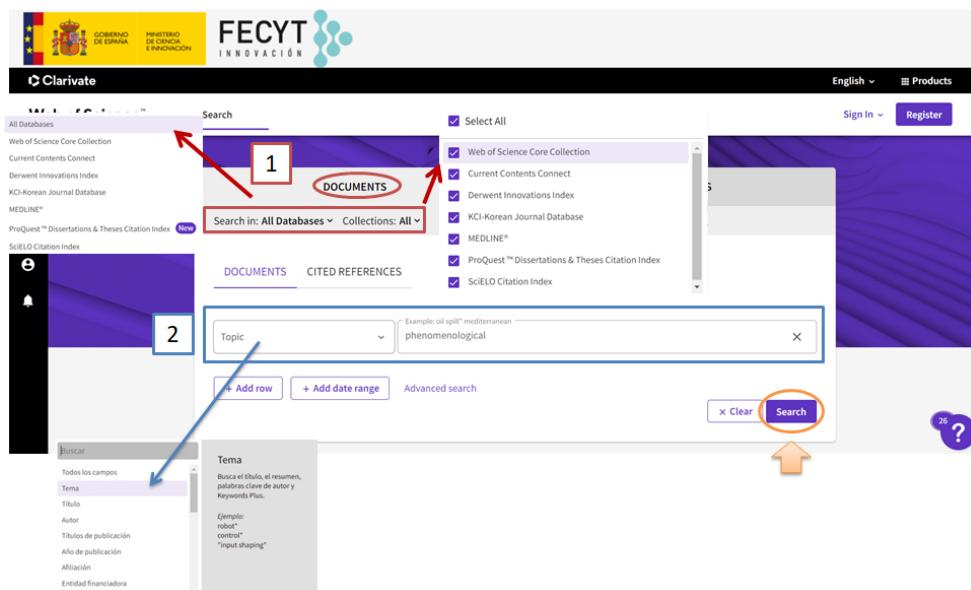 GOBIERNO
DE ESPAÑA
MINISTERIO
DE CIENCIA
E INNOVACIÓN
FECYT
INNOVACIÓN
Clarivate
English
Products
Search
Sign In
Register
All Databases
Web of Science Core Collection
Current Contents Connect
Derwent Innovations Index
KCI-Korean Journal Database
MEDLINE®
ProQuest™ Dissertations & Theses Citation Index New
SciELO Citation Index
1
DOCUMENTS
Search in: All Databases Collections: All
Select All
Web of Science Core Collection
Current Contents Connect
Derwent Innovations Index
KCI-Korean Journal Database
MEDLINE®
ProQuest™ Dissertations & Theses Citation Index
SciELO Citation Index
DOCUMENTS CITED REFERENCES
2
Topic
Example: oil spill* mediterranean
phenomenological
+ Add row
+ Add date range
Advanced search
× Clear
Search
26
?
Buscar
Todos los campos
Tema
Título
Autor
Títulos de publicación
Año de publicación
Afiliación
Entidad financiadora
Tema
Busca el título, el resumen,
palabras clave de autor y
Keywords Plus.
Ejemplo:
robot*
control*
"input shaping"